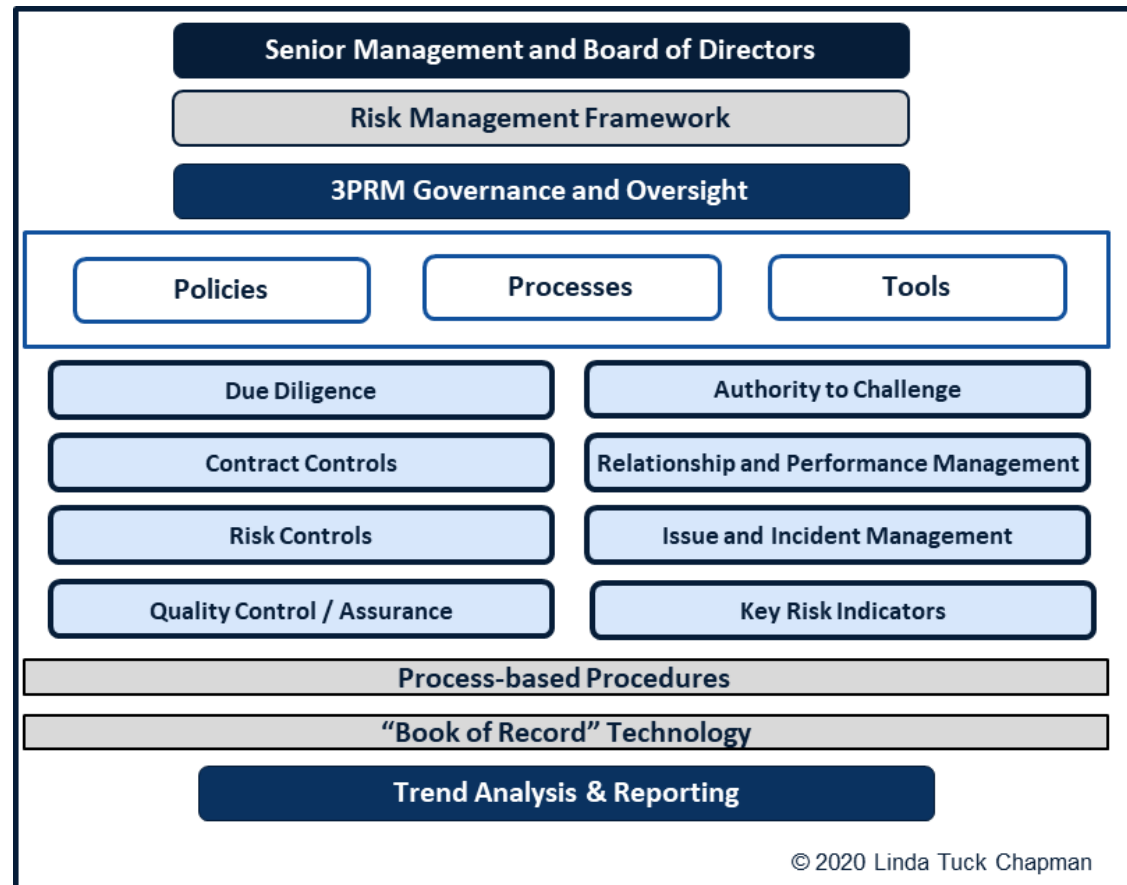 Senior Management and Board of Directors
Risk Management Framework
3PRM Governance and Oversight
Policies
Processes
Tools
Due Diligence
Authority to Challenge
Contract Controls
Relationship and Performance Management
Risk Controls
Issue and Incident Management
Quality Control / Assurance
Key Risk Indicators
Process-based Procedures
“Book of Record” Technology
Trend Analysis & Reporting
© 2020 Linda Tuck Chapman